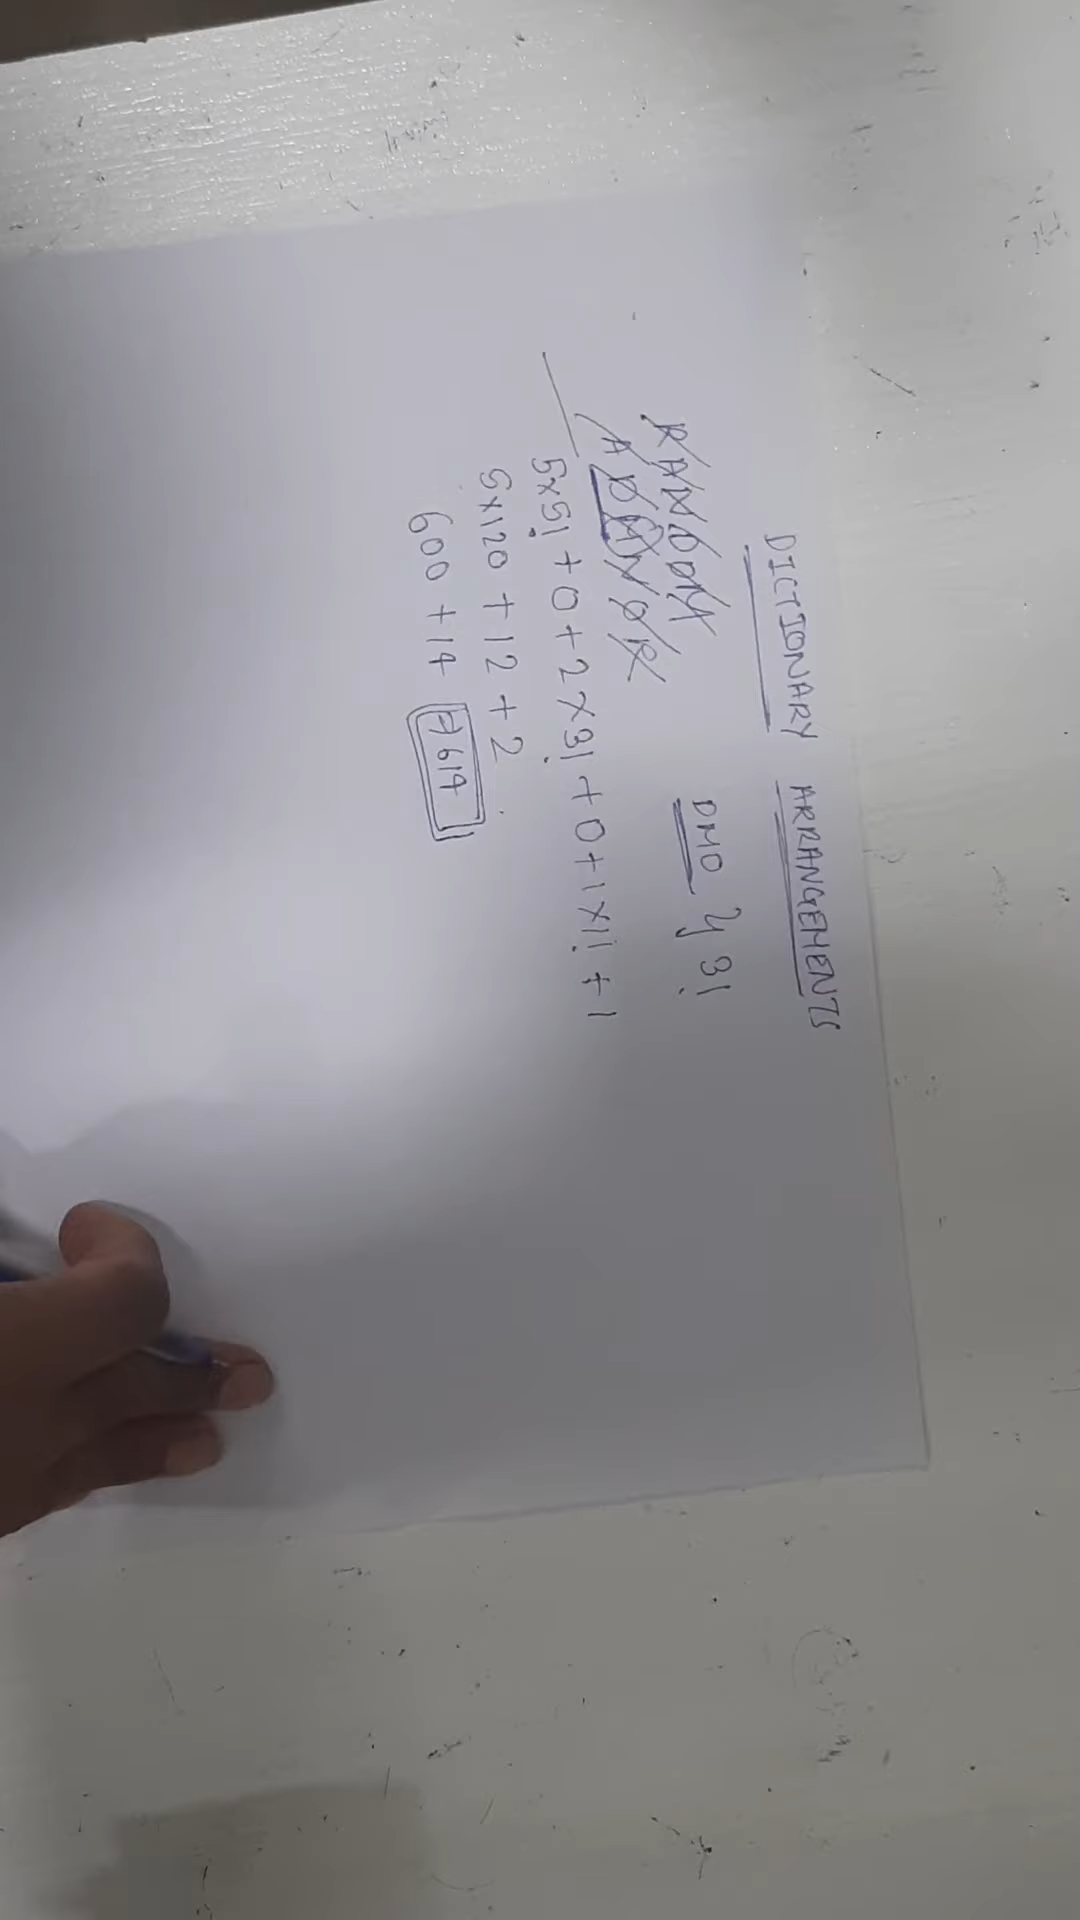 DICTIONARY ARRANGEMENTS
RANDOM
DMO 3!
ADMNOR
5×5! + 0 + 2×3! + 0 + 1×1! + 1
5×120 + 12 + 2
600 + 14 ⇒ 614